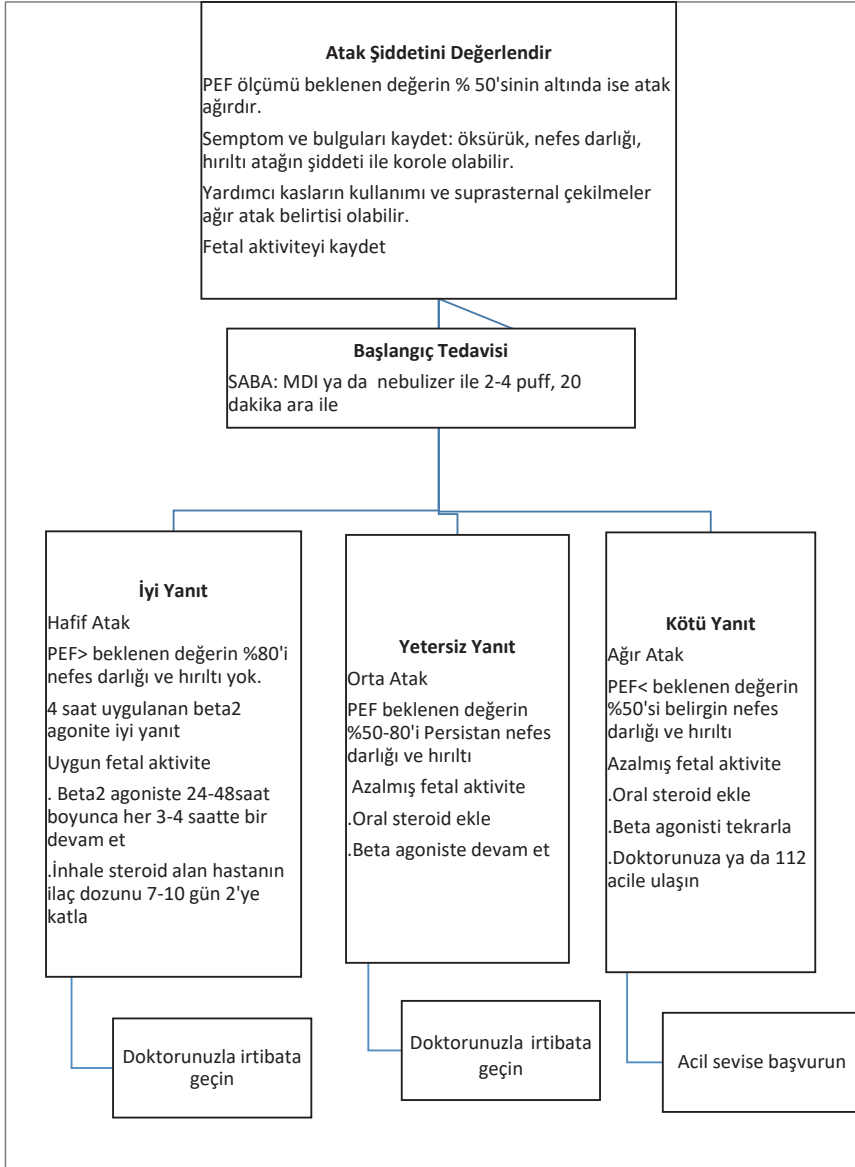 Atak Şiddetini Değerlendir
PEF ölçümü beklenen değerin % 50'sinin altında ise atak
ağırdır.
Semptom ve bulguları kaydet: öksürük, nefes darlığı,
hırıltı atağın şiddeti ile korole olabilir.
Yardımcı kasların kullanımı ve suprasternal çekilmeler
ağır atak belirtisi olabilir.
Fetal aktiviteyi kaydet
Başlangıç Tedavisi
SABA: MDI ya da nebulizer ile 2-4 puff, 20
dakika ara ile
İyi Yanıt
Hafif Atak
PEF> beklenen değerin %80'i
nefes darlığı ve hırıltı yok.
4 saat uygulanan beta2
agonite iyi yanıt
Uygun fetal aktivite
. Beta2 agoniste 24-48saat
boyunca her 3-4 saatte bir
devam et
.İnhale steroid alan hastanın
ilaç dozunu 7-10 gün 2'ye
katla
Doktorunuzla irtibata
geçin
Yetersiz Yanıt
Orta Atak
PEF beklenen değerin
%50-80'i Persistan nefes
darlığı ve hırıltı
Azalmış fetal aktivite
.Oral steroid ekle
.Beta agoniste devam et
Doktorunuzla irtibata
geçin
Kötü Yanıt
Ağır Atak
PEF< beklenen değerin
%50'si belirgin nefes
darlığı ve hırıltı
Azalmış fetal aktivite
.Oral steroid ekle
.Beta agonisti tekrarla
.Doktorunuza ya da 112
acile ulaşın
Acil sevise başvurun